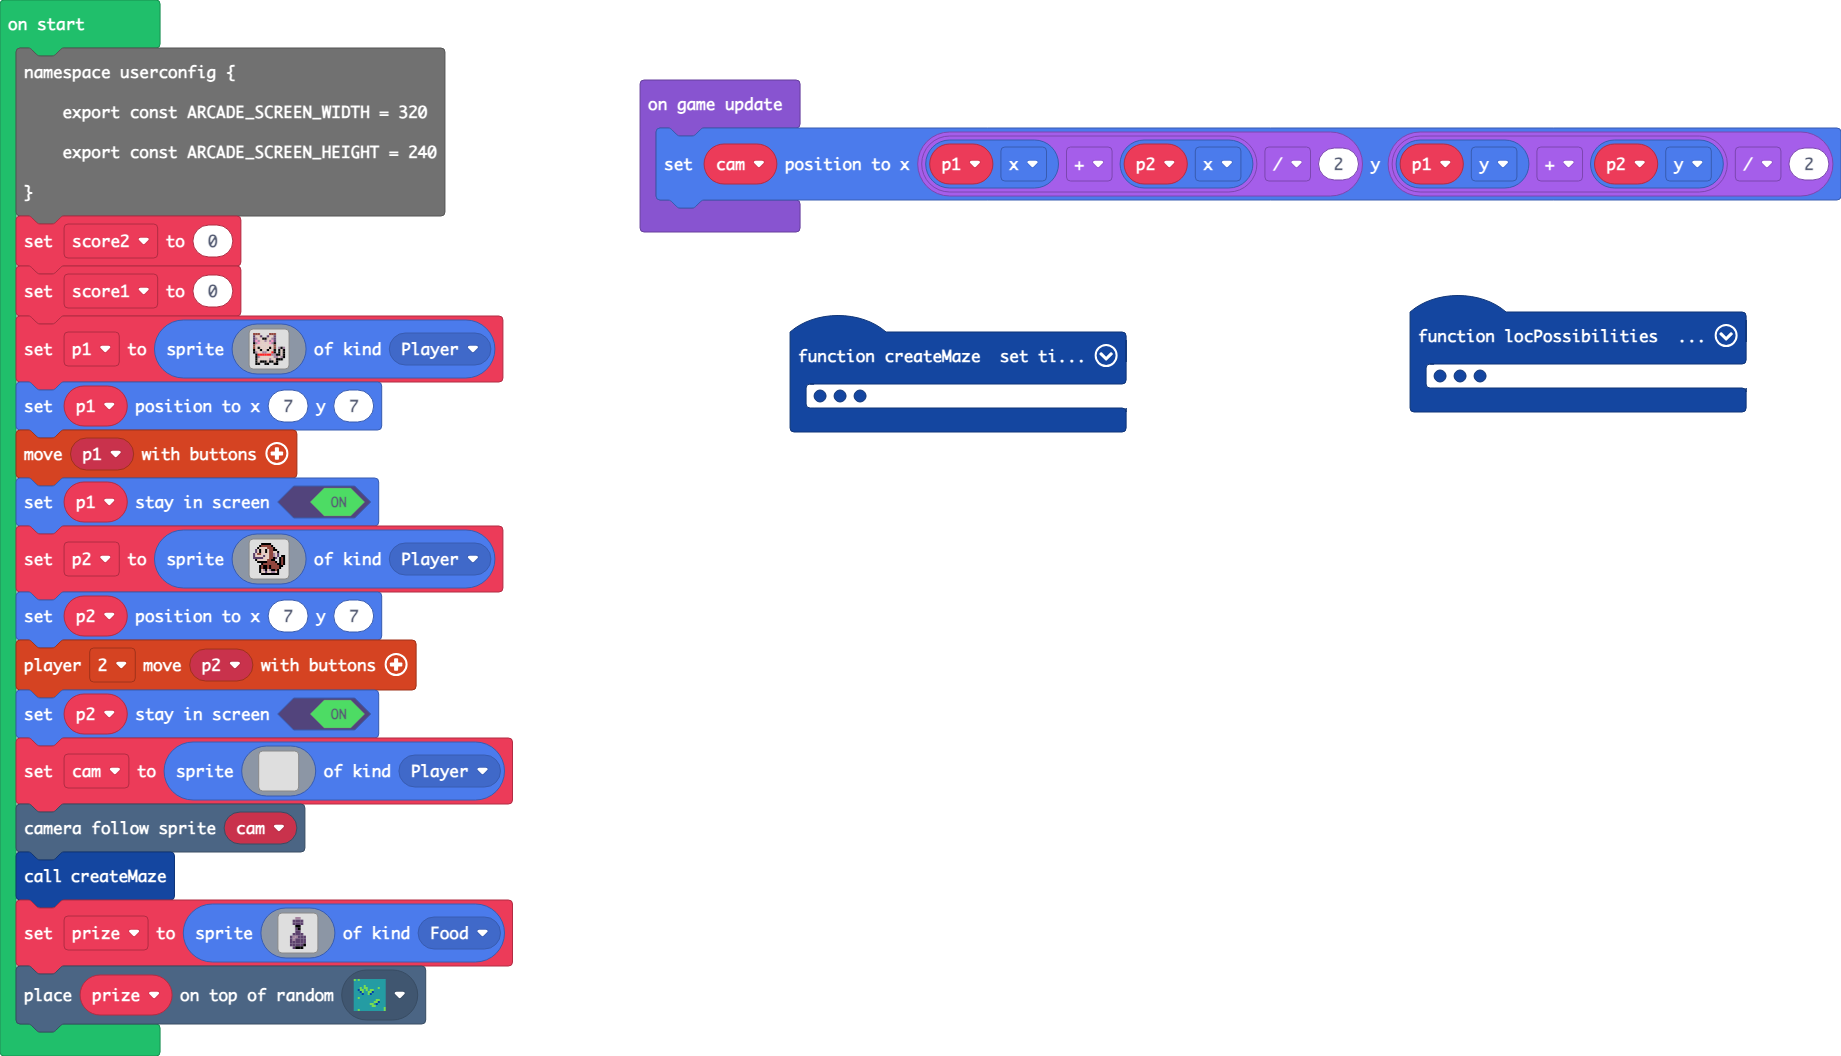 on start
namespace userconfig {
export const ARCADE_SCREEN_WIDTH = 320
export const ARCADE_SCREEN_HEIGHT = 240
}
set score2 to 0
set score1 to 0
set p1 to sprite of kind Player
set p1 position to x 7 y 7
move p1 with buttons
set p1 stay in screen ON
set p2 to sprite of kind Player
set p2 position to x 7 y 7
player 2 move p2 with buttons
set p2 stay in screen ON
set cam to sprite of kind Player
camera follow sprite cam
call createMaze
set prize to sprite of kind Food
place prize on top of random
on game update
set cam position to x p1 x + p2 x / 2 y p1 y + p2 y / 2
function createMaze set ti...
function locPossibilities ...